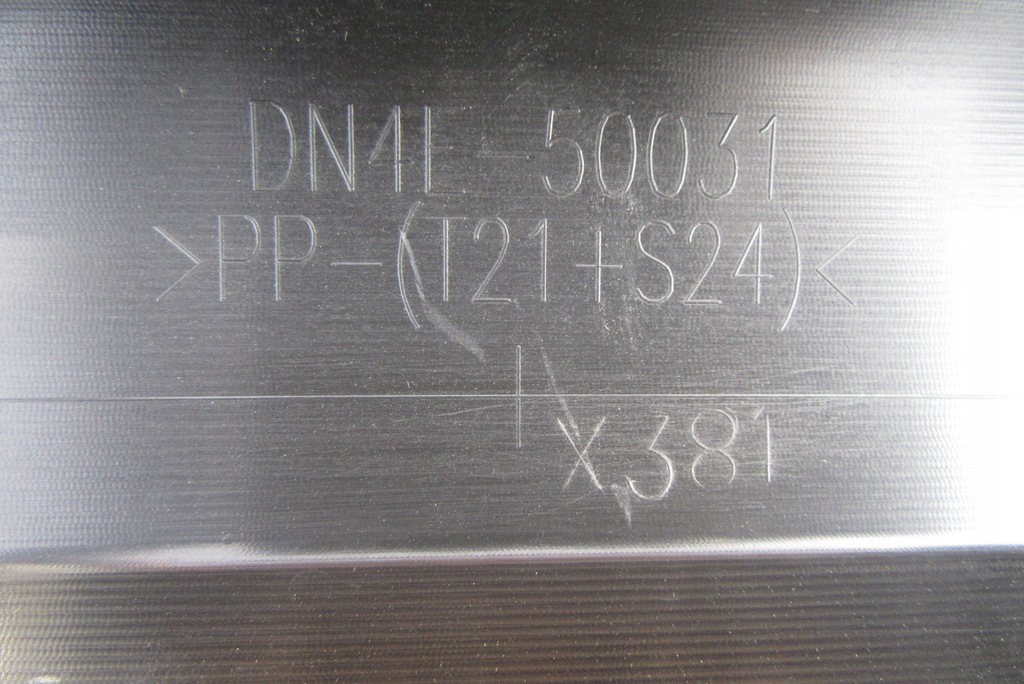 DN4L-50031
>PP-(T21+S24)<
X381